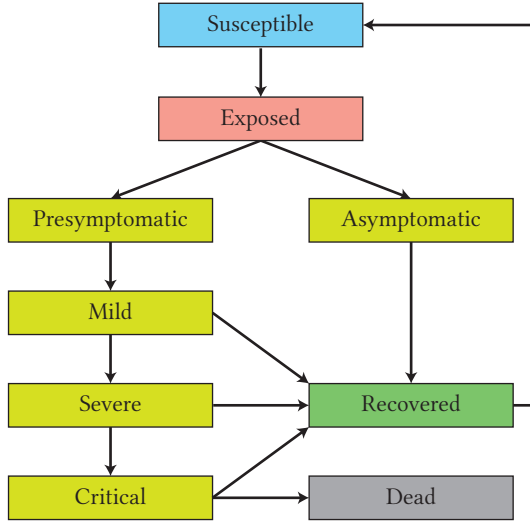 Susceptible
Exposed
Presymptomatic
Asymptomatic
Mild
Severe
Recovered
Critical
Dead